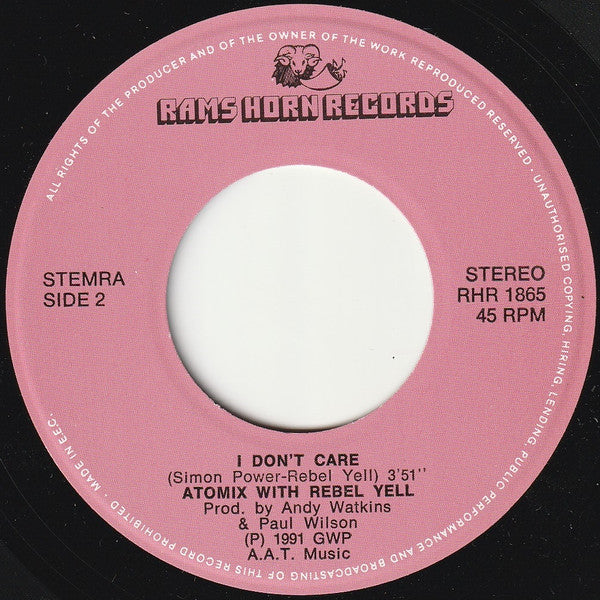 ALL RIGHTS OF THE PRODUCER AND OF THE OWNER OF THE WORK REPRODUCED RESERVED · UNAUTHORISED COPYING, HIRING, LENDING, PUBLIC PERFORMANCE AND BROADCASTING OF THIS RECORD PROHIBITED · MADE IN E.E.C. ·
RAMS HORN RECORDS
STEMRA
SIDE 2
STEREO
RHR 1865
45 RPM
I DON'T CARE
(Simon Power-Rebel Yell) 3'51''
ATOMIX WITH REBEL YELL
Prod. by Andy Watkins
& Paul Wilson
(P) 1991 GWP
A.A.T. Music